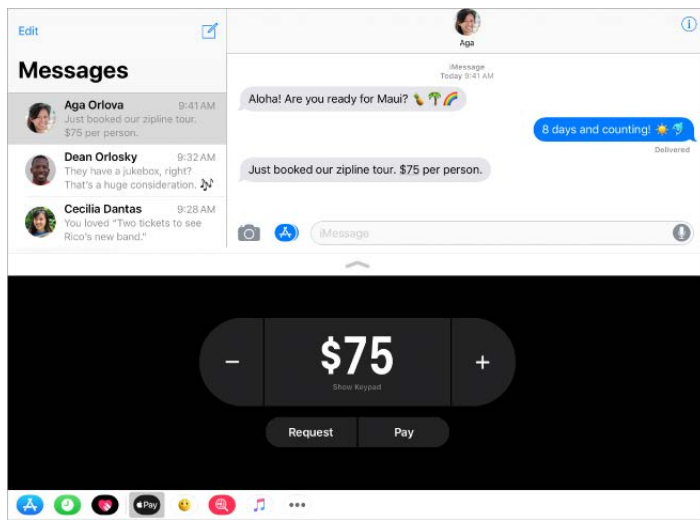 Edit
Messages
Aga Orlova 9:41 AM
Just booked our zipline tour.
$75 per person.
Dean Orlosky 9:32 AM
They have a jukebox, right?
That's a huge consideration. 🎶
Cecilia Dantas 9:28 AM
You loved "Two tickets to see
Rico's new band."
Aga
iMessage
Today 9:41 AM
Aloha! Are you ready for Maui? 🍍🌴🌈
8 days and counting! ☀️
Delivered
Just booked our zipline tour. $75 per person.
iMessage
− $75 +
Show Keypad
Request Pay
Pay